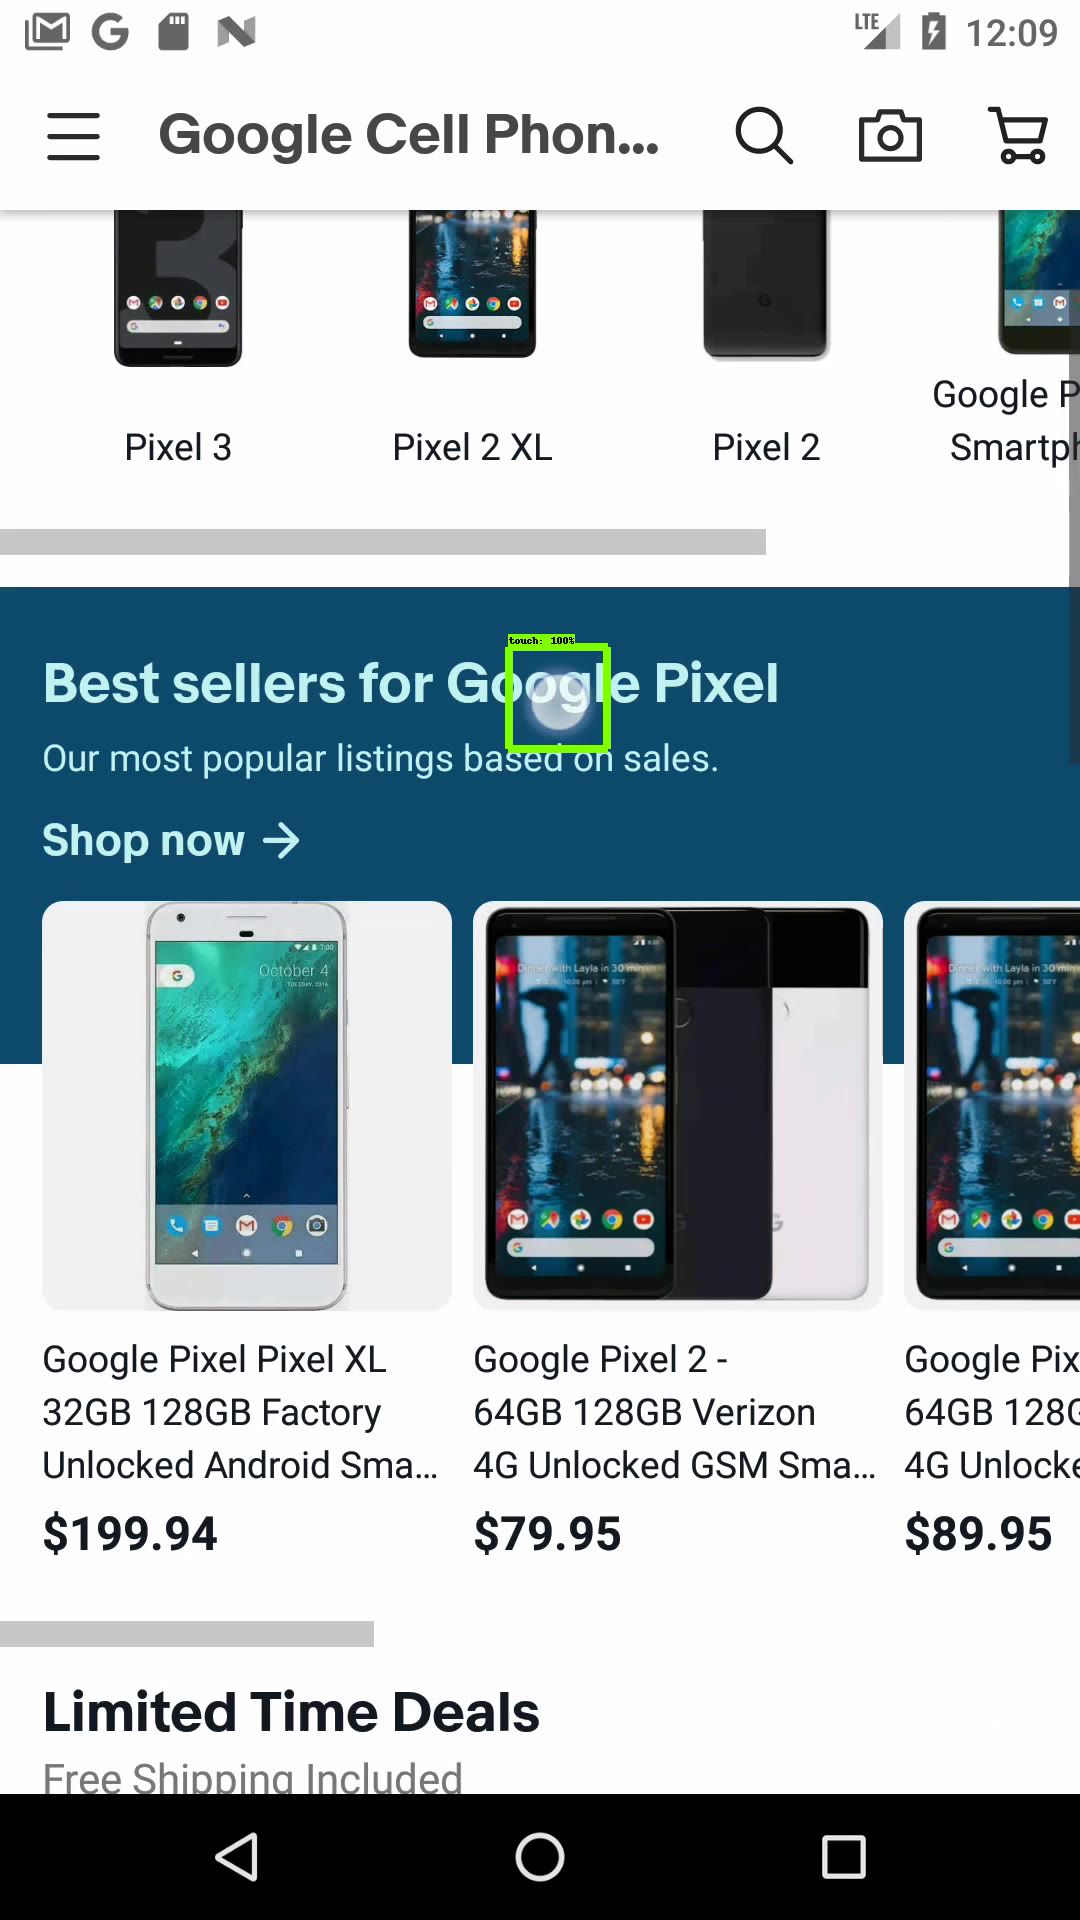 12:09
LTE
Google Cell Phon...
Google P
Pixel 3
Pixel 2 XL
Pixel 2
Smartph
touch: 100%
Best sellers for Google Pixel
Our most popular listings based on sales.
Shop now →
October 4
TUESDAY, 2016
7:00
Dinner with Layla in 30 min
Dinner with Layla in 30 min
Google Pixel Pixel XL
32GB 128GB Factory
Unlocked Android Sma...
$199.94
Google Pixel 2 -
64GB 128GB Verizon
4G Unlocked GSM Sma...
$79.95
Google Pix
64GB 128G
4G Unlocke
$89.95
Limited Time Deals
Free Shipping Included